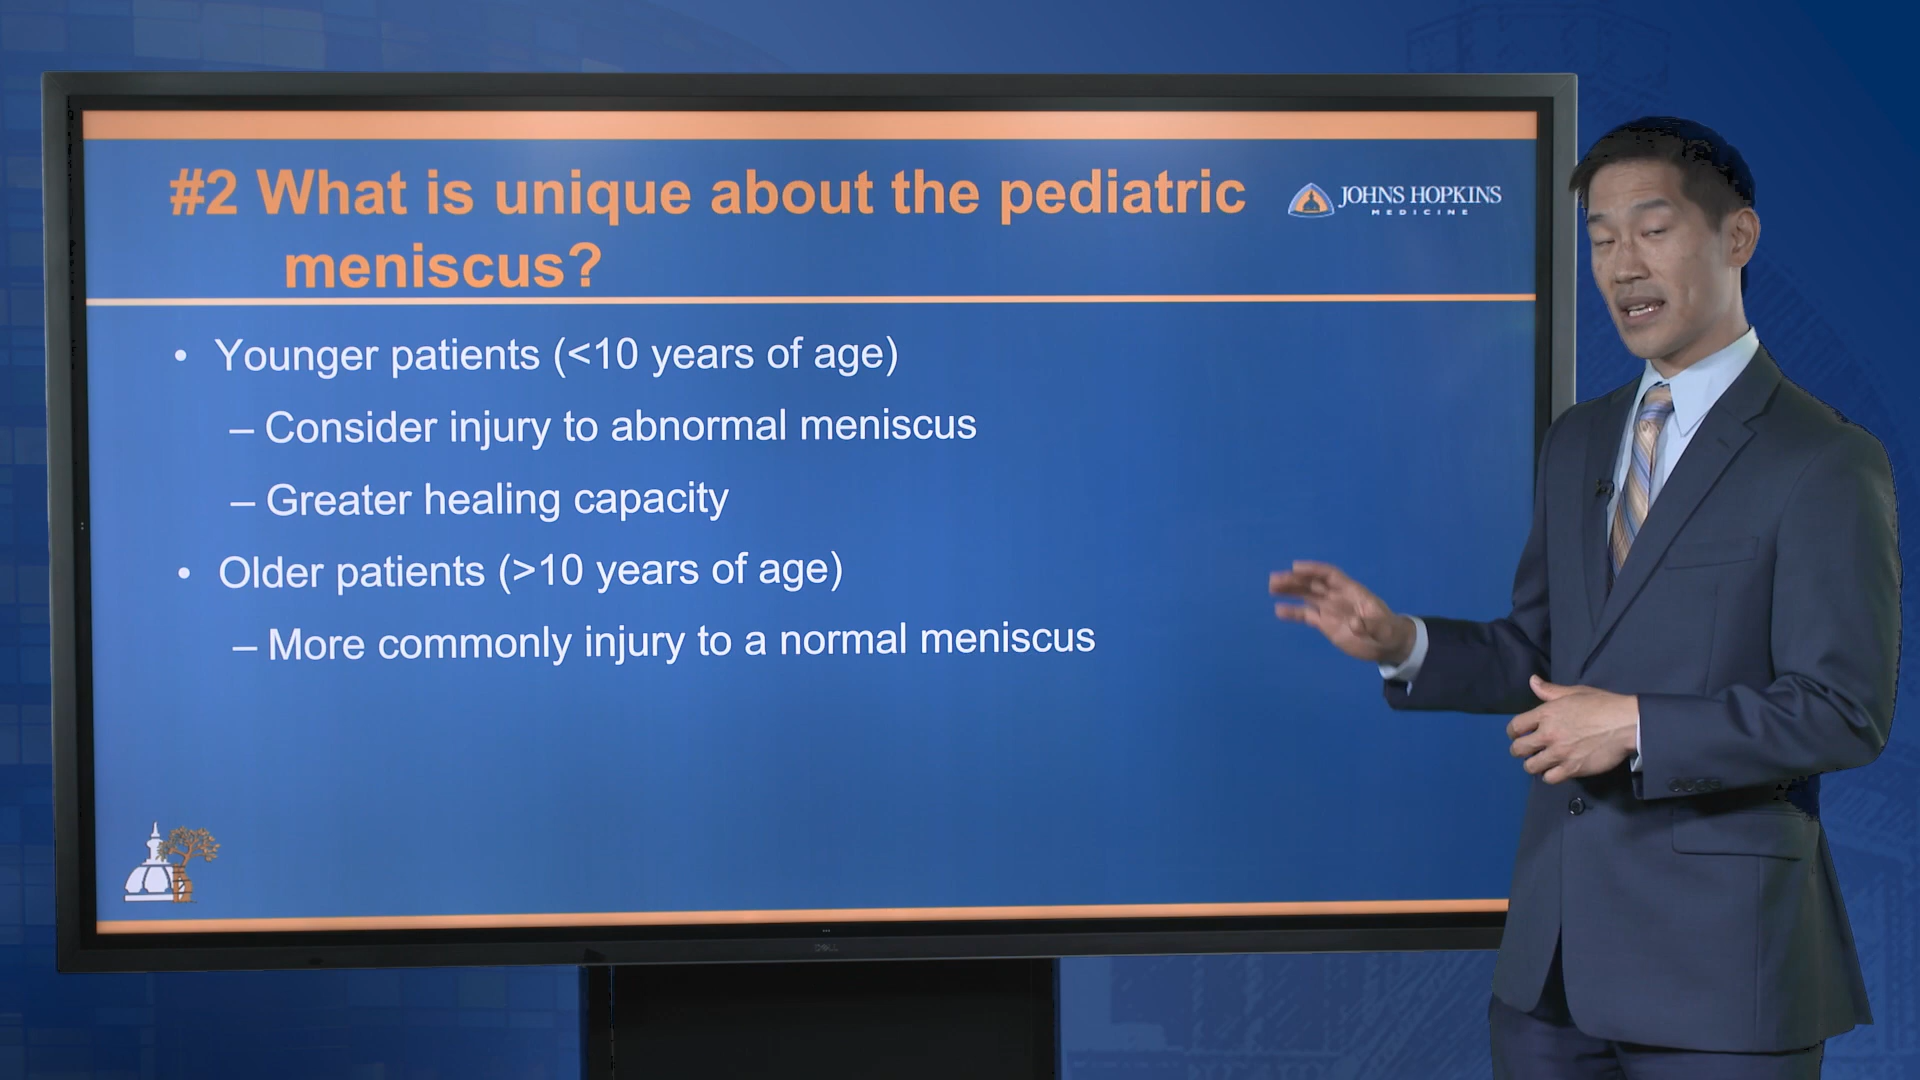 #2 What is unique about the pediatric
meniscus?
JOHNS HOPKINS
MEDICINE
• Younger patients (<10 years of age)
– Consider injury to abnormal meniscus
– Greater healing capacity
• Older patients (>10 years of age)
– More commonly injury to a normal meniscus
DELL